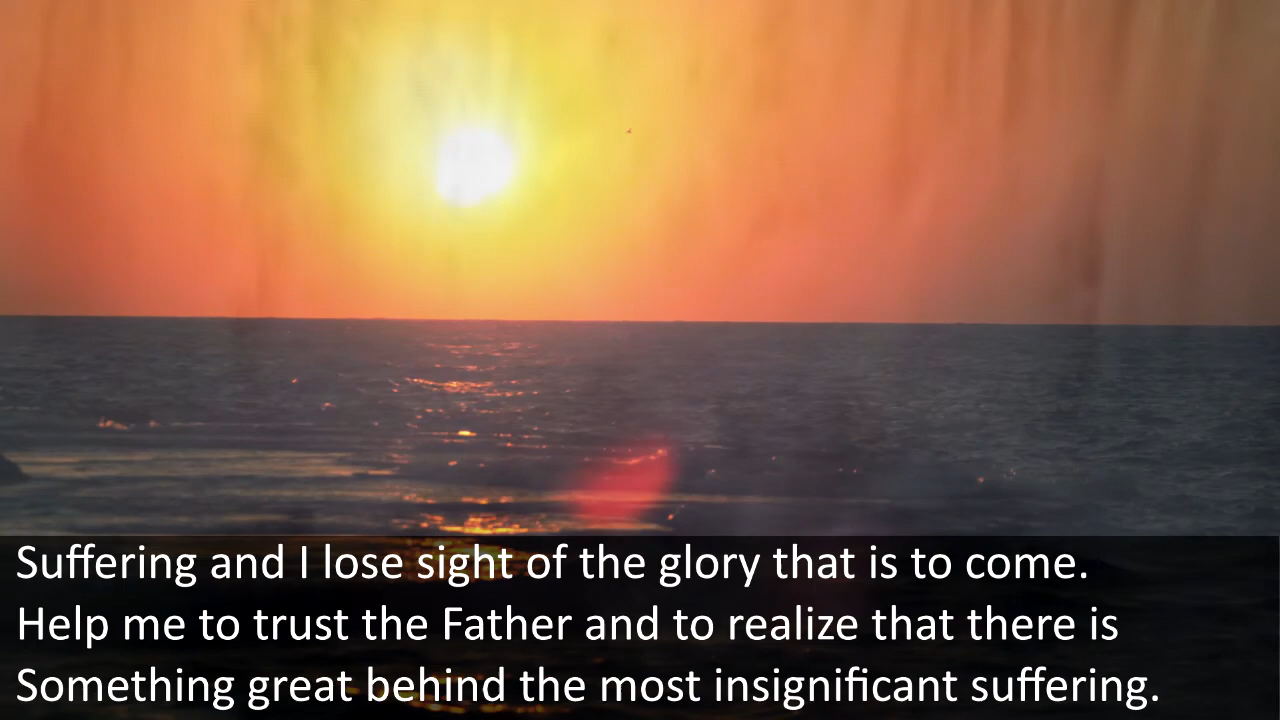 Suffering and I lose sight of the glory that is to come.
Help me to trust the Father and to realize that there is
Something great behind the most insignificant suffering.